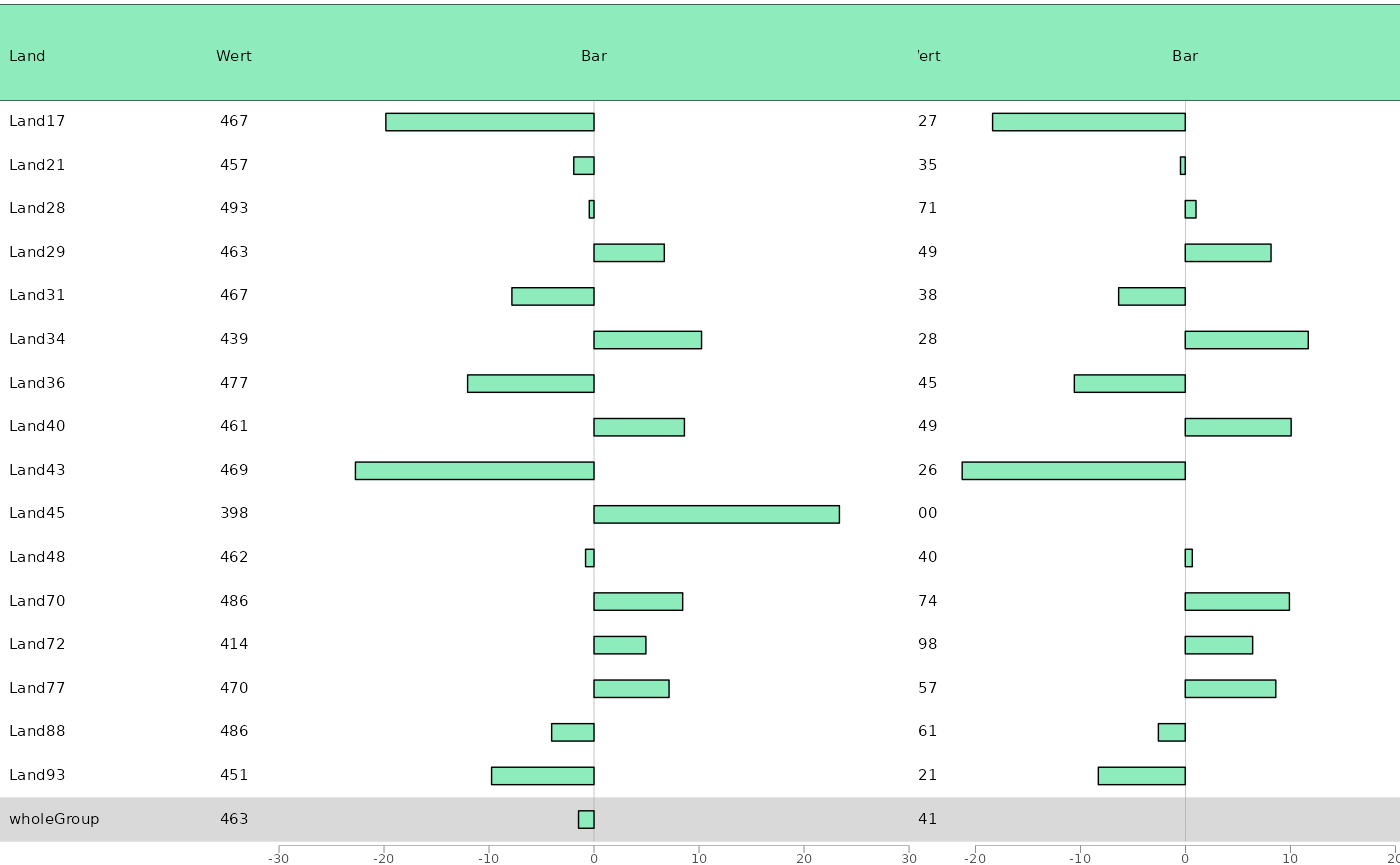 Land Wert Bar Vert Bar
Land17 467 27
Land21 457 35
Land28 493 71
Land29 463 49
Land31 467 38
Land34 439 28
Land36 477 45
Land40 461 49
Land43 469 26
Land45 398 00
Land48 462 40
Land70 486 74
Land72 414 98
Land77 470 57
Land88 486 61
Land93 451 21
wholeGroup 463 41
-30 -20 -10 0 10 20 30 -20 -10 0 10 20